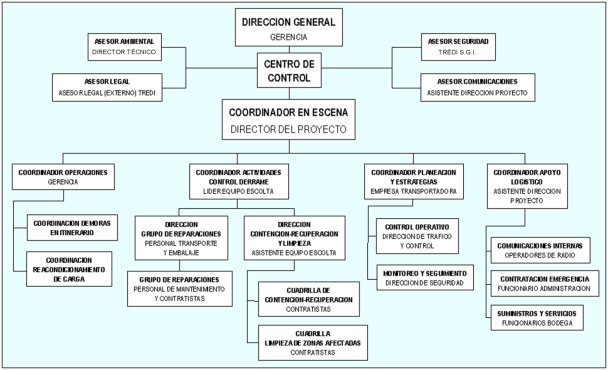 DIRECCION GENERAL
GERENCIA
ASESOR AMIENTAL
DIRECTOR TÉCNICO
ASESOR SEGURIDAD
TRÉDI S.G.I.
CENTRO DE
CONTROL
ASESOR LEGAL
ASESOR LEGAL (EXTERNO) TREDI
ASESOR COMUNICACIONES
ASISTENTE DIRECCION PROYECTO
COORDINADOR EN ESCENA
DIRECTOR DEL PROYECTO
COORDINADOR OPERACIONES
GERENCIA
COORDINADOR ACTIVIDADES
CONTROL DERRAME
LIDER EQUIPO ESCOLTA
COORDINADOR PLANEACION
Y ESTRATEGIAS
EMPRESA TRANSPORTADORA
COORDINADOR APOYO
LOGISTICO
ASISTENTE DIRECCION
PROYECTO
COORDINACION DEMORAS
EN ITINERARIO
COORDINACION
REACONDICIONAMIENTO
DE CARGA
DIRECCION
GRUPO DE REPARACIONES
PERSONAL TRANSPORTE
Y EMBALAJE
GRUPO DE REPARACIONES
PERSONAL DE MANTENIMIENTO
Y CONTRATISTAS
DIRECCION
CONTENCION-RECUPERACION
Y LIMPIEZA
ASISTENTE EQUIPO ESCOLTA
CUADRILLA DE
CONTENCION-RECUPERACION
CONTRATISTAS
CUADRILLA
LIMPIEZA DE ZONAS AFECTADAS
CONTRATISTAS
CONTROL OPERATIVO
DIRECCION DE TRAFICO
Y CONTROL
MONITOREO Y SEGUIMIENTO
DIRECCION DE SEGURIDAD
COMUNICACIONES INTERNAS
OPERADORES DE RADIO
CONTRATACION EMERGENCIA
FUNCIONARIO ADMINISTRACION
SUMINISTROS Y SERVICIOS
FUNCIONARIOS BODEGA